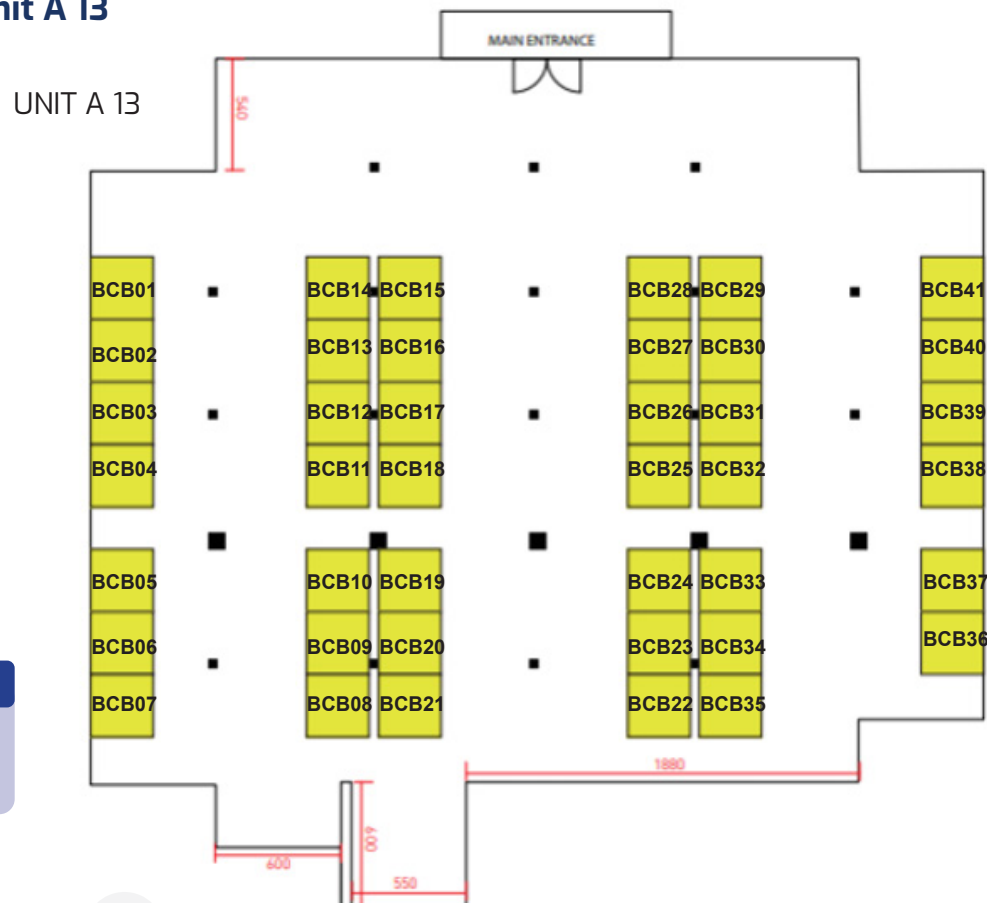 nit A 13
MAIN ENTRANCE
UNIT A 13
540
BCB01 BCB14 BCB15 BCB28 BCB29 BCB41
BCB02 BCB13 BCB16 BCB27 BCB30 BCB40
BCB03 BCB12 BCB17 BCB26 BCB31 BCB39
BCB04 BCB11 BCB18 BCB25 BCB32 BCB38
BCB05 BCB10 BCB19 BCB24 BCB33 BCB37
BCB06 BCB09 BCB20 BCB23 BCB34 BCB36
BCB07 BCB08 BCB21 BCB22 BCB35
1880
600
600
550